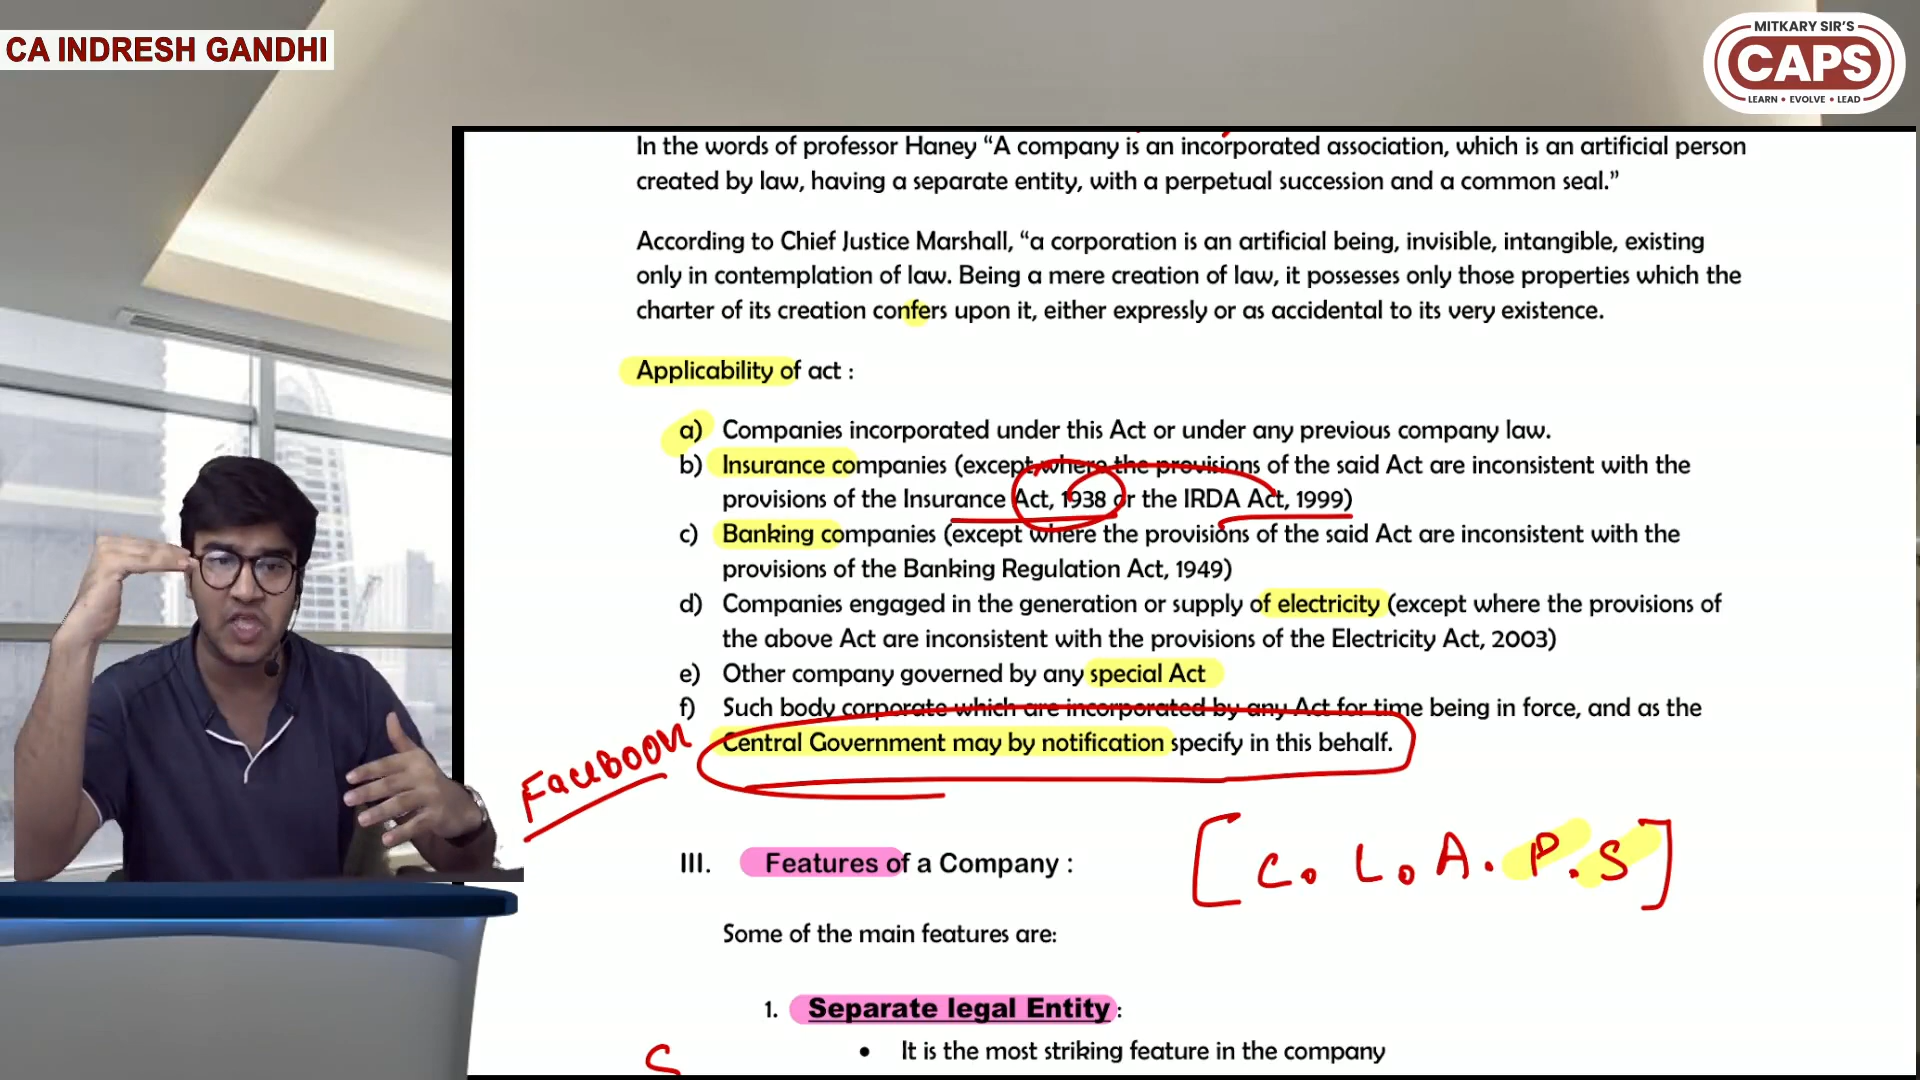 CA INDRESH GANDHI
MITKARY SIR'S
CAPS
LEARN • EVOLVE • LEAD
In the words of professor Haney “A company is an incorporated association, which is an artificial person
created by law, having a separate entity, with a perpetual succession and a common seal.”
According to Chief Justice Marshall, “a corporation is an artificial being, invisible, intangible, existing
only in contemplation of law. Being a mere creation of law, it possesses only those properties which the
charter of its creation confers upon it, either expressly or as accidental to its very existence.
Applicability of act :
a) Companies incorporated under this Act or under any previous company law.
b) Insurance companies (except where the provisions of the said Act are inconsistent with the
provisions of the Insurance Act, 1938 or the IRDA Act, 1999)
c) Banking companies (except where the provisions of the said Act are inconsistent with the
provisions of the Banking Regulation Act, 1949)
d) Companies engaged in the generation or supply of electricity (except where the provisions of
the above Act are inconsistent with the provisions of the Electricity Act, 2003)
e) Other company governed by any special Act
f) Such body corporate which are incorporated by any Act for time being in force, and as the
Central Government may by notification specify in this behalf.
[C. L. A. P. S]
III. Features of a Company :
Some of the main features are:
1. Separate legal Entity :
• It is the most striking feature in the company
S